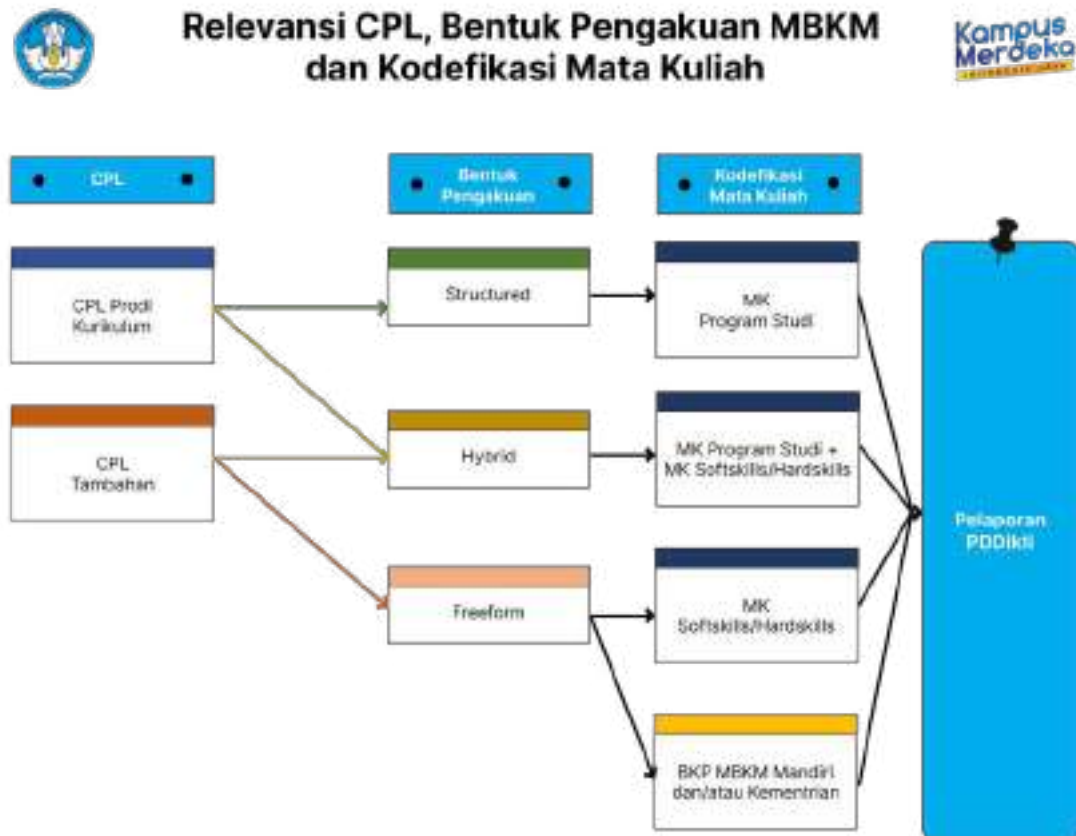 Relevansi CPL, Bentuk Pengakuan MBKM
dan Kodefikasi Mata Kuliah
Kampus
Merdeka
CPL
Bentuk
Pengakuan
Kodefikasi
Mata Kuliah
CPL Prodi
Kurikulum
Structured
MK
Program Studi
CPL
Tambahan
Hybrid
MK Program Studi +
MK Softskills/Hardskills
Pelaporan
PDDikti
Freeform
MK
Softskills/Hardskills
BKP MBKM Mandiri
dan/atau Kementrian